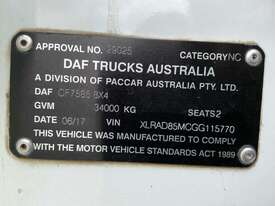 APPROVAL NO. 29025 CATEGORY NC
DAF TRUCKS AUSTRALIA
A DIVISION OF PACCAR AUSTRALIA PTY. LTD.
DAF CF7585 8X4
GVM 34000 KG SEATS 2
DATE 06/17 VIN XLRAD85MCGG115770
THIS VEHICLE WAS MANUFACTURED TO COMPLY
WITH THE MOTOR VEHICLE STANDARDS ACT 1989